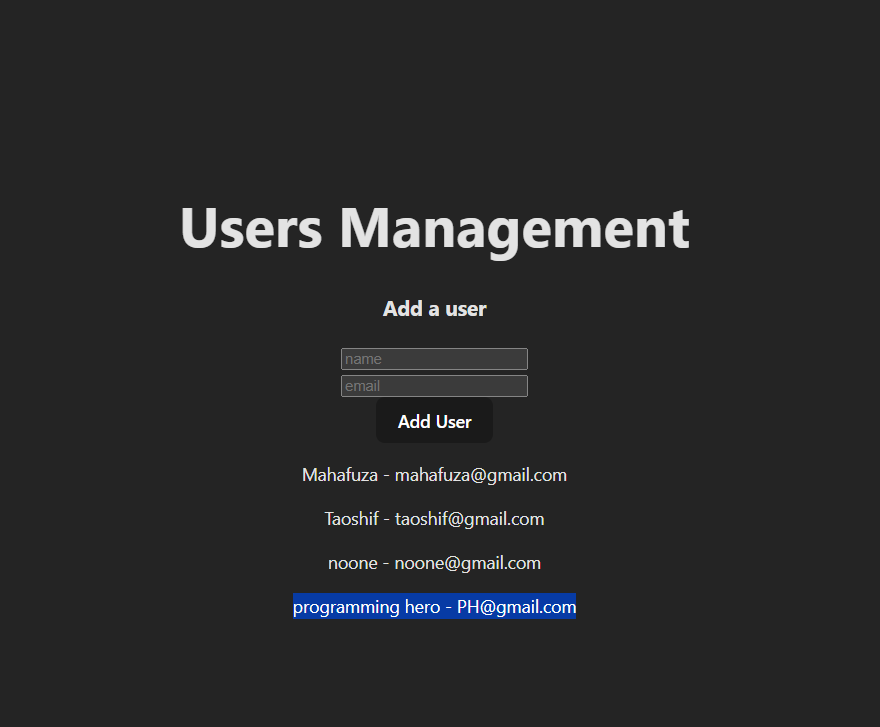 Users Management
Add a user
name
email
Add User
Mahafuza - mahafuza@gmail.com
Taoshif - taoshif@gmail.com
noone - noone@gmail.com
programming hero - PH@gmail.com